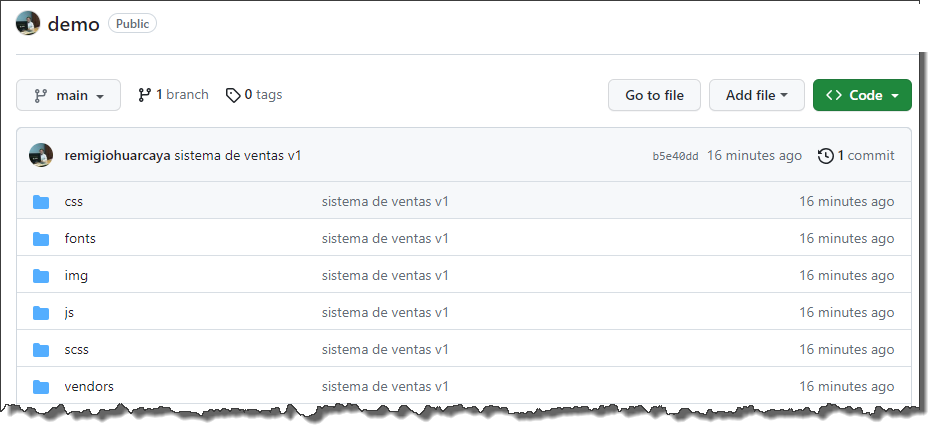 demo Public
main 1 branch 0 tags Go to file Add file <> Code
remigiohuarcaya sistema de ventas v1 b5e40dd 16 minutes ago 1 commit
css sistema de ventas v1 16 minutes ago
fonts sistema de ventas v1 16 minutes ago
img sistema de ventas v1 16 minutes ago
js sistema de ventas v1 16 minutes ago
scss sistema de ventas v1 16 minutes ago
vendors sistema de ventas v1 16 minutes ago